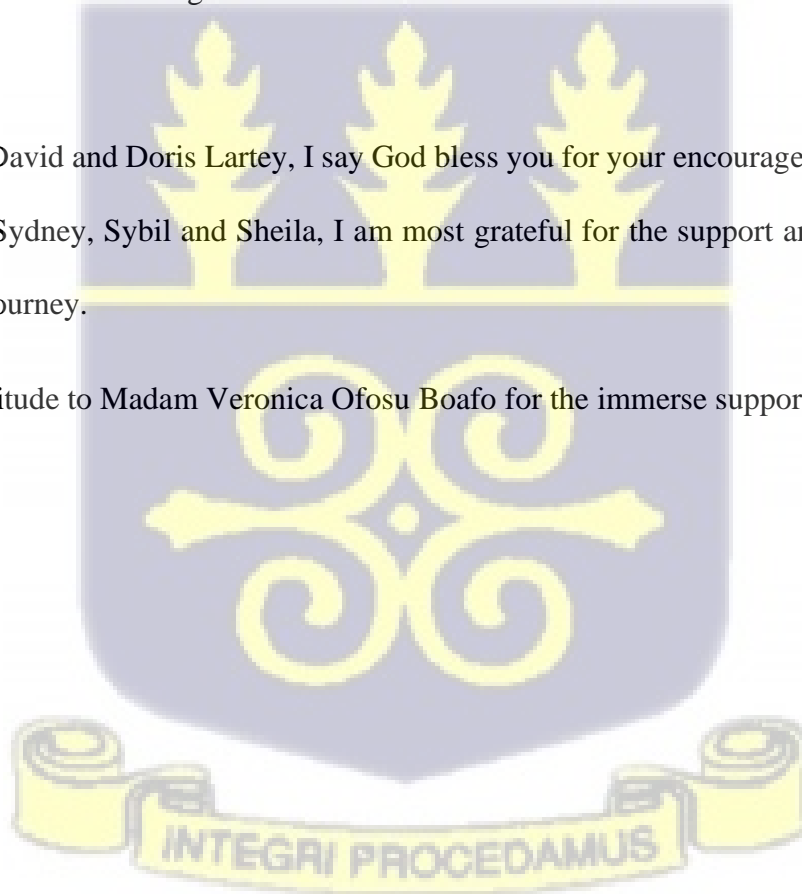 David and Doris Lartey, I say God bless you for your encourage
Sydney, Sybil and Sheila, I am most grateful for the support an
ourney.
itude to Madam Veronica Ofosu Boafo for the immerse suppor
INTEGRI PROCEDAMUS